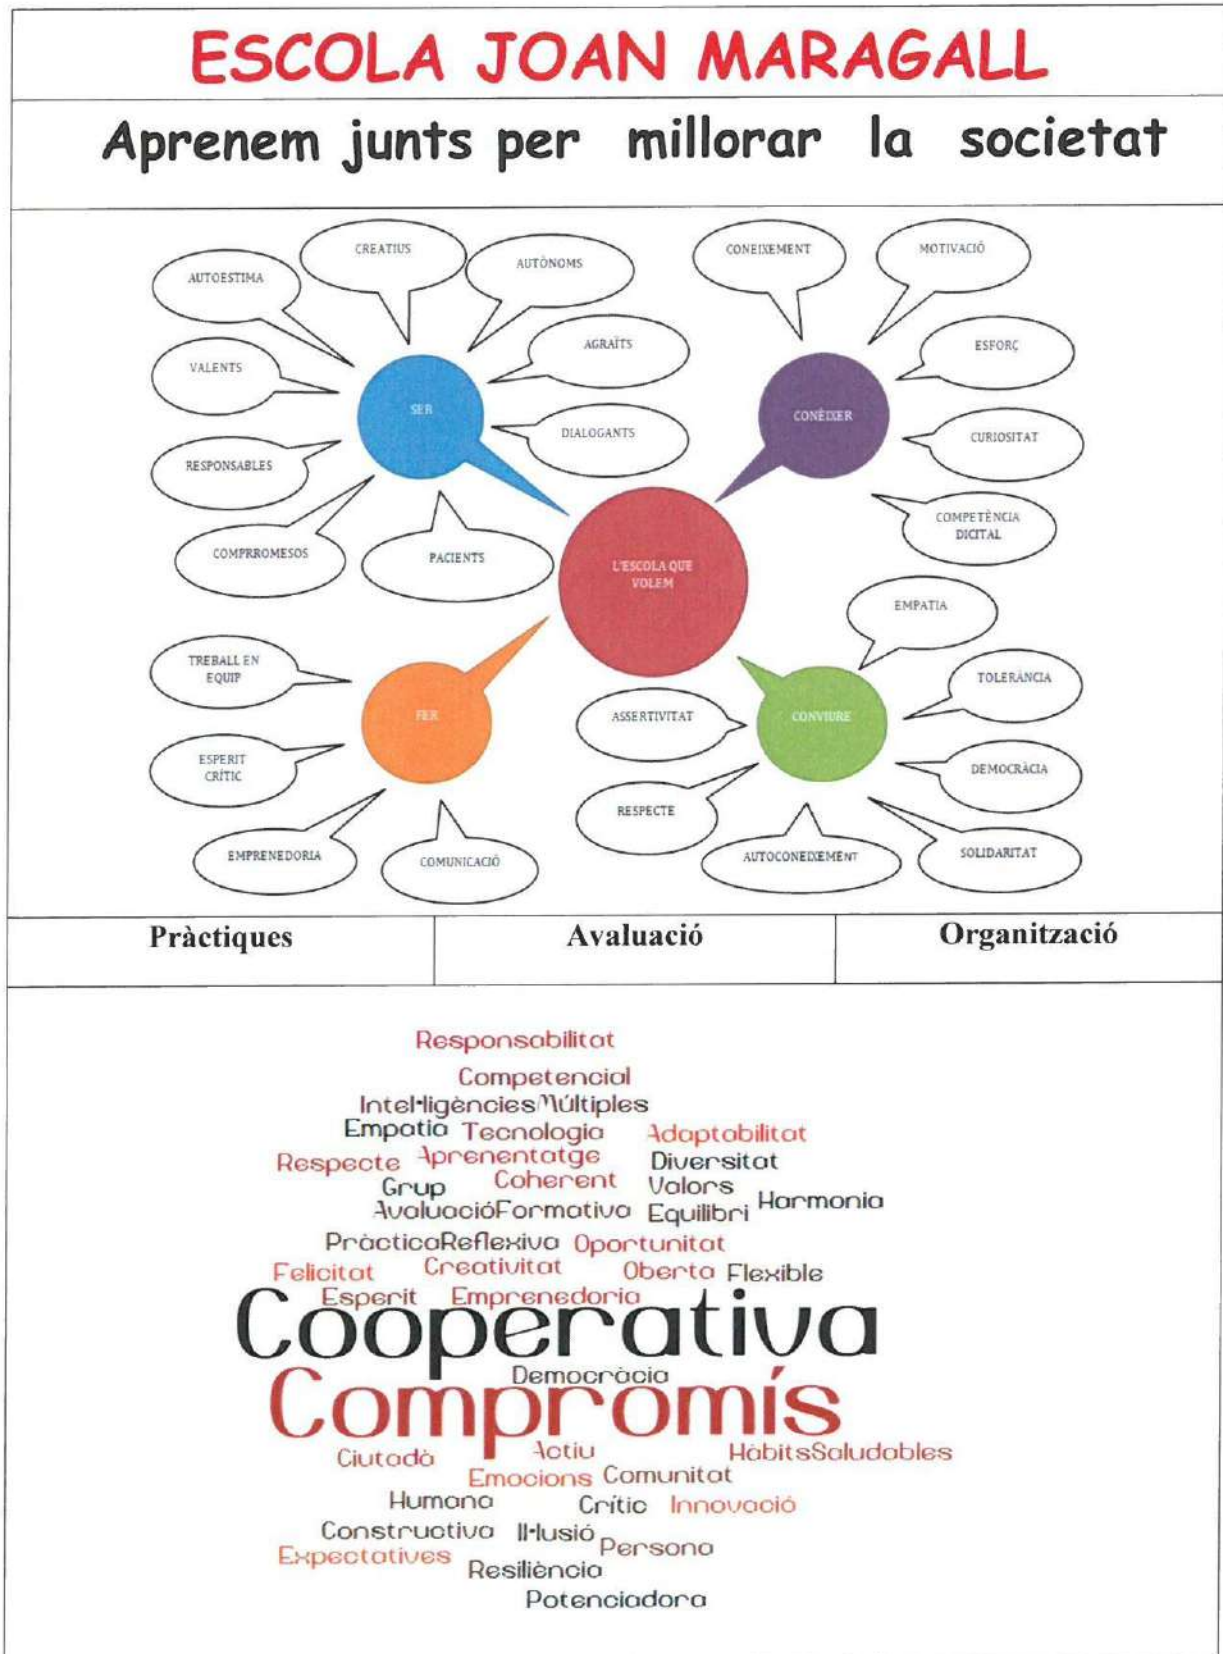 ESCOLA JOAN MARAGALL
Aprenem junts per millorar la societat
CREATIUS
AUTOESTIMA
AUTÒNOMS
VALENTS
AGRAÏTS
SER
DIALOGANTS
RESPONSABLES
COMPRROMESOS
PACIENTS
CONEIXEMENT
MOTIVACIÓ
ESFORÇ
CONÈIXER
CURIOSITAT
COMPETÈNCIA
DICITAL
L'ESCOLA QUE
VOLEM
TREBALL EN
EQUIP
FER
ESPERIT
CRÍTIC
EMPRENEDORIA
COMUNICACIÓ
EMPATIA
TOLERÀNCIA
ASSERTIVITAT
CONVIURE
DEMOCRÀCIA
RESPECTE
AUTOCONEIXEMENT
SOLIDARITAT
Pràctiques
Avaluació
Organització
Responsabilitat
Competencial
Intel·ligènciesMúltiples
Empatia Tecnologia Adaptabilitat
Respecte Aprenentatge Diversitat
Grup Coherent Valors
AvaluacióFormativa Equilibri Harmonia
PràcticaReflexiva Oportunitat
Felicitat Creativitat Oberta Flexible
Esperit Emprenedoria
Cooperativa
Democràcia
Compromís
Ciutadà Actiu HàbitsSaludables
Emocions Comunitat
Humana Crític Innovació
Constructiva Il·lusió Persona
Expectatives Resiliència
Potenciadora